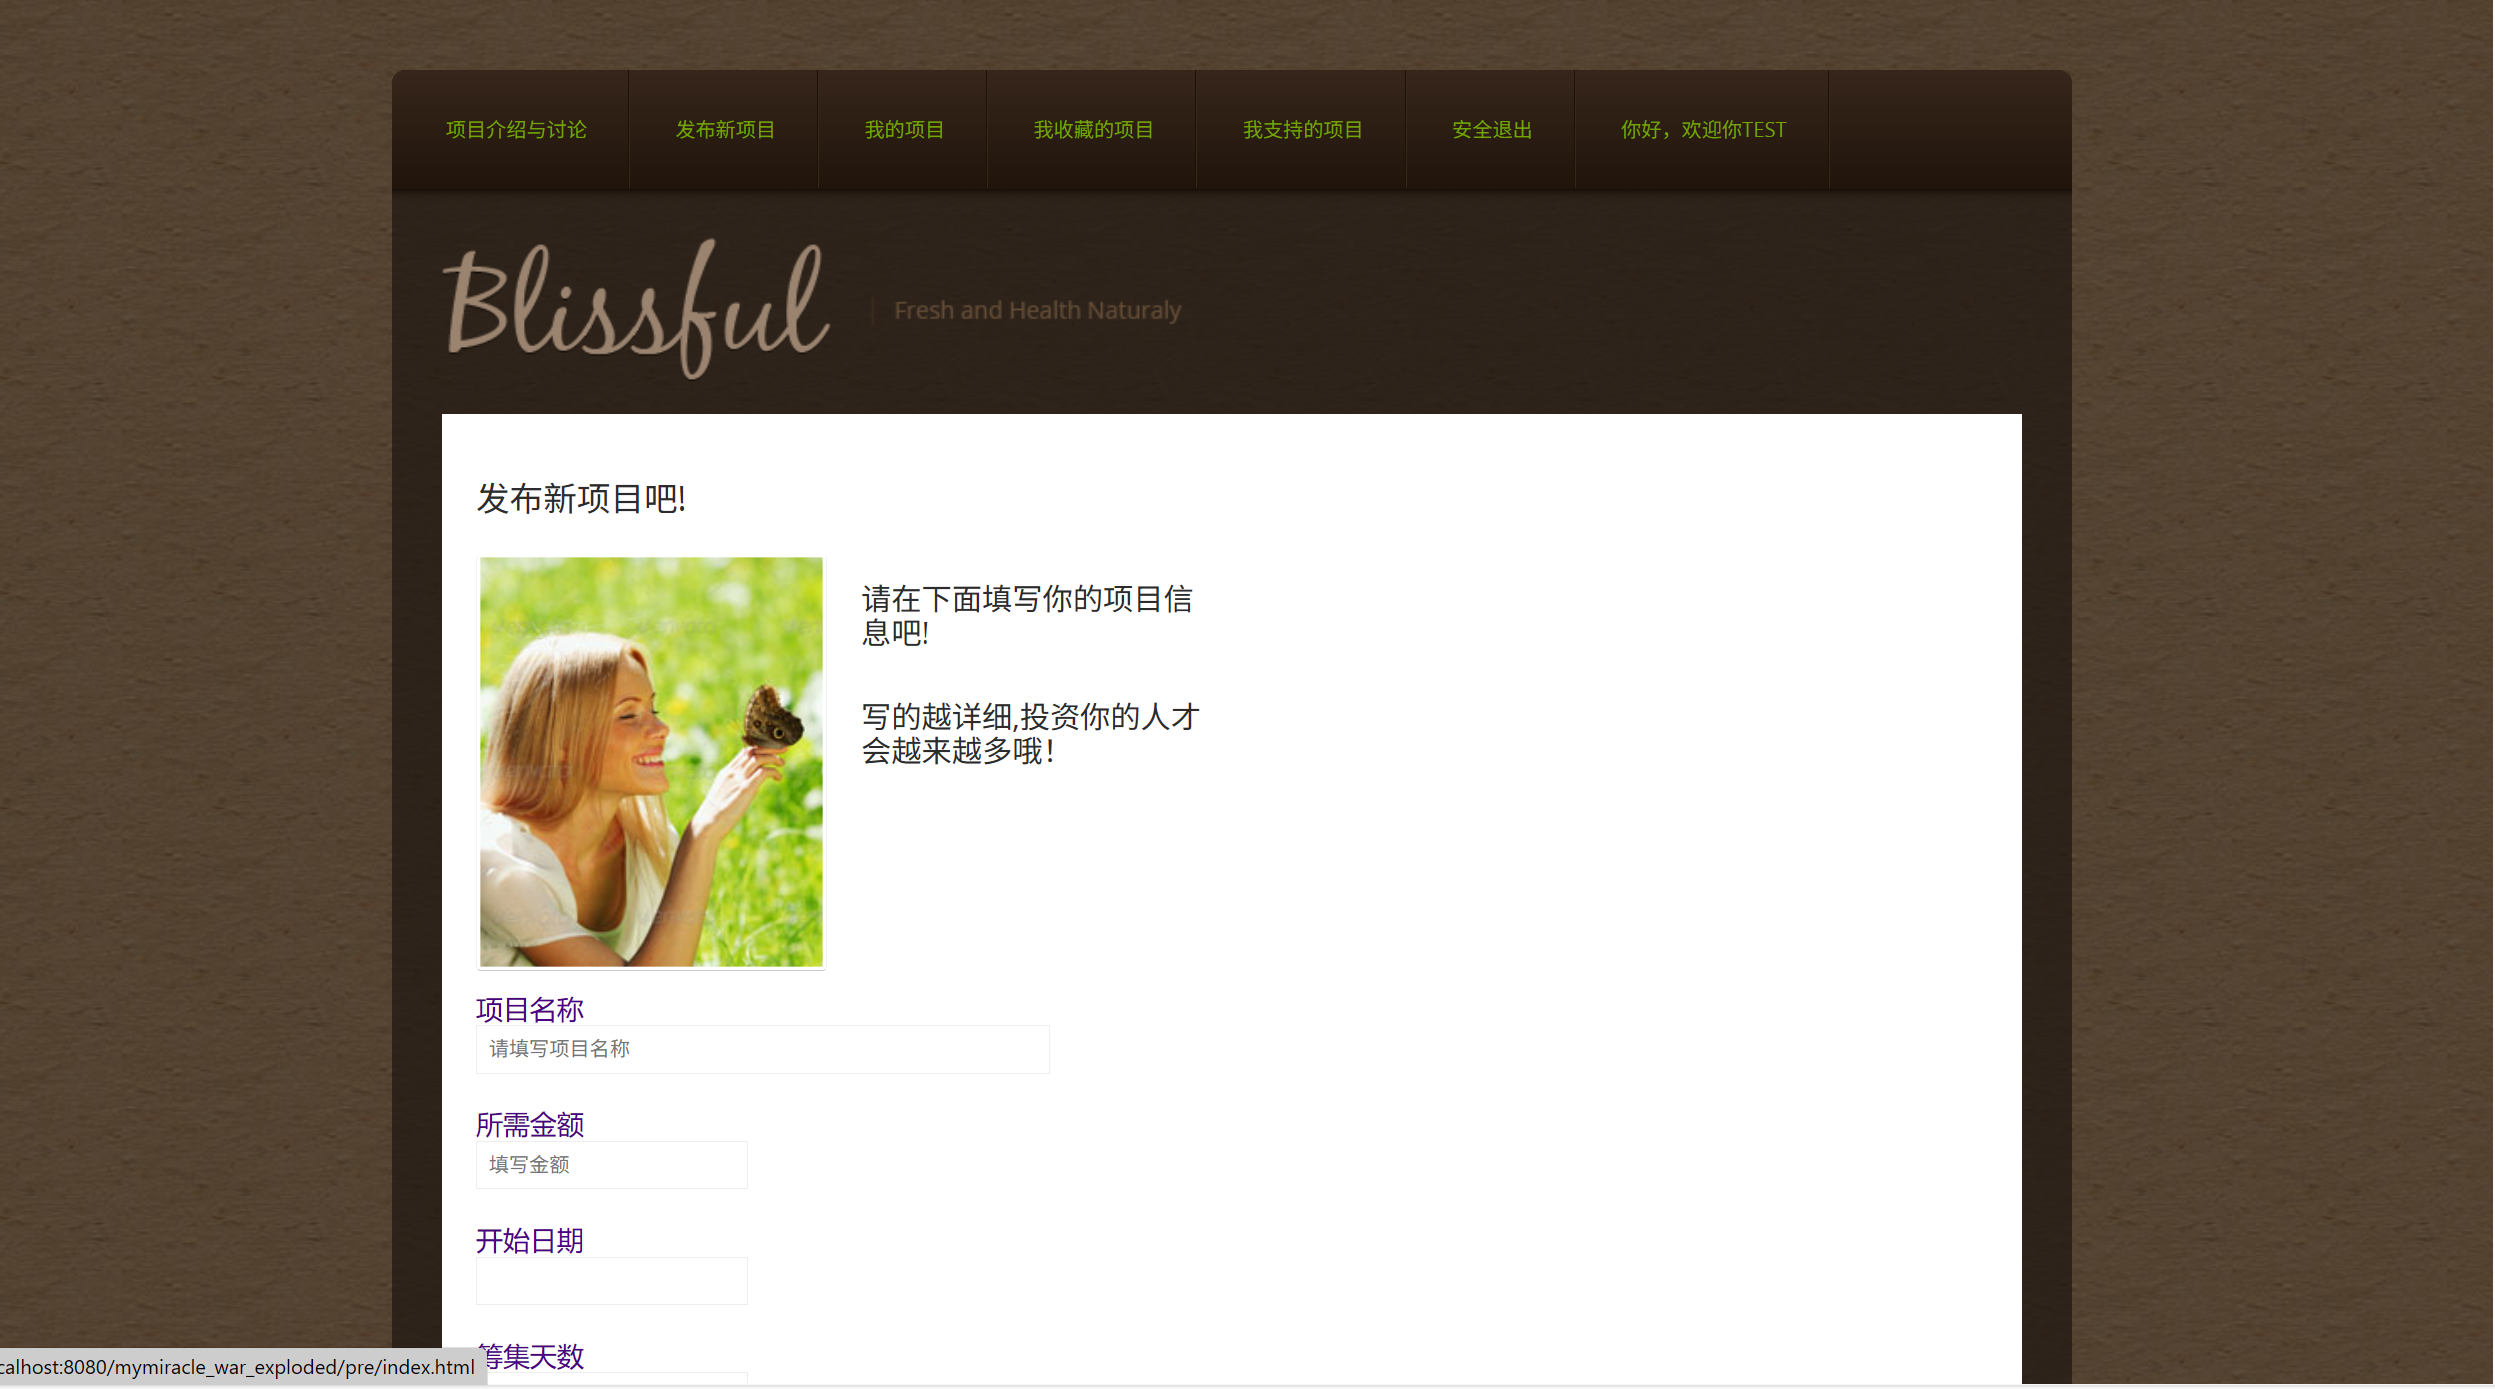 项目介绍与讨论
发布新项目
我的项目
我收藏的项目
我支持的项目
安全退出
你好，欢迎你TEST
Blissful
Fresh and Health Naturaly
发布新项目吧!
请在下面填写你的项目信
息吧!
写的越详细,投资你的人才
会越来越多哦！
项目名称
请填写项目名称
所需金额
填写金额
开始日期
筹集天数
calhost:8080/mymiracle_war_exploded/pre/index.html